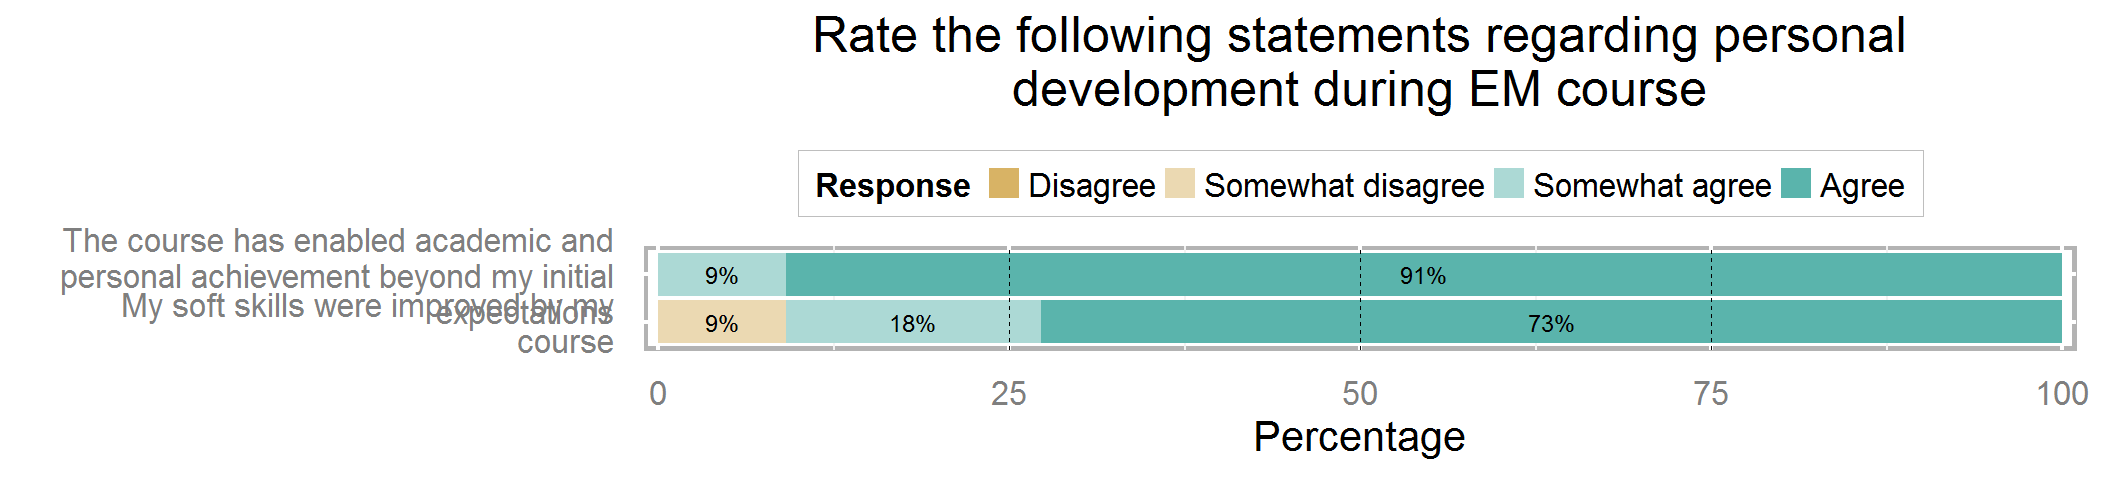 Rate the following statements regarding personal
development during EM course
Response Disagree Somewhat disagree Somewhat agree Agree
The course has enabled academic and
personal achievement beyond my initial
expectations
9% 91%
My soft skills were improved by my
course
9% 18% 73%
0 25 50 75 100
Percentage